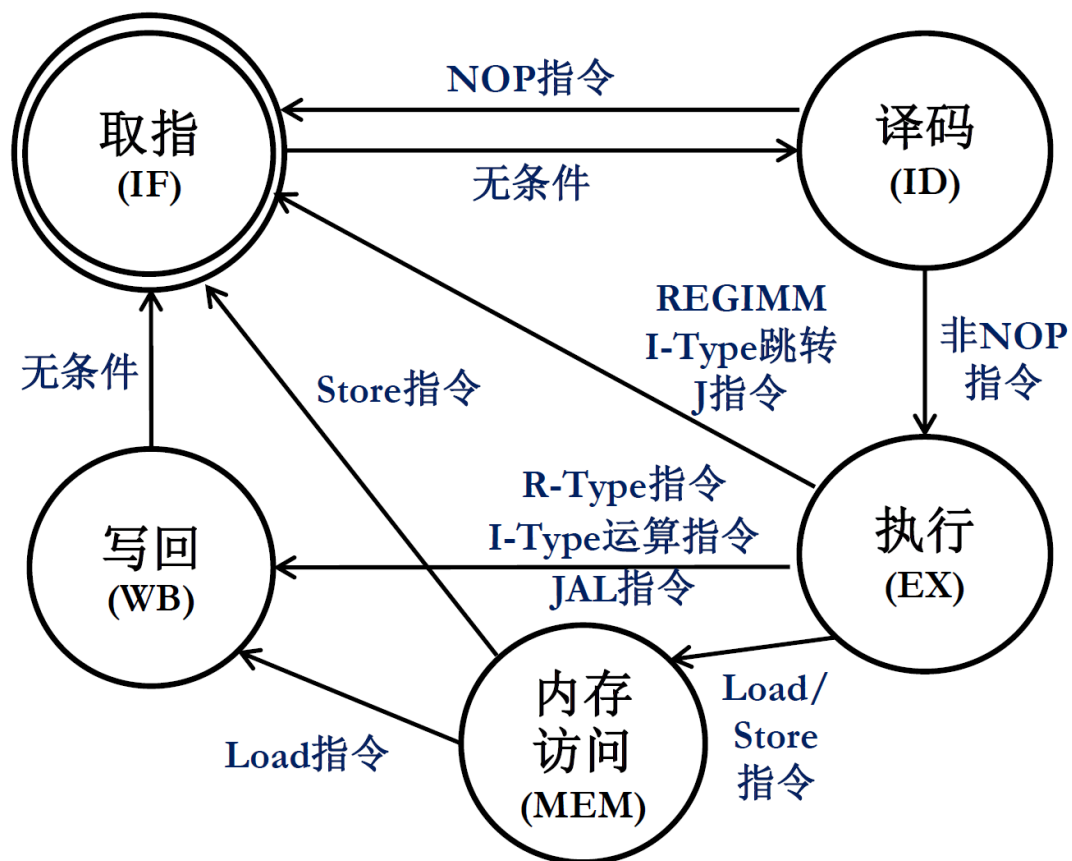 取指
(IF)
NOP指令
无条件
译码
(ID)
REGIMM
I-Type跳转
J指令
非NOP
指令
无条件
Store指令
R-Type指令
I-Type运算指令
JAL指令
写回
(WB)
执行
(EX)
Load指令
内存
访问
(MEM)
Load/
Store
指令